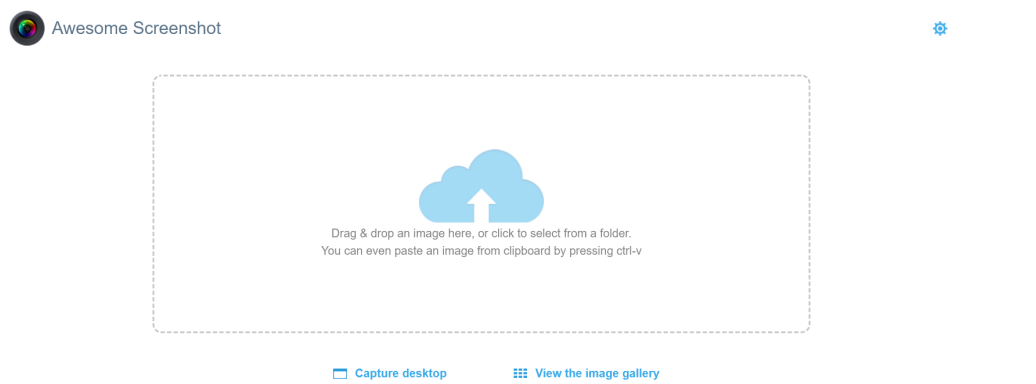 Awesome Screenshot
Drag & drop an image here, or click to select from a folder.
You can even paste an image from clipboard by pressing ctrl-v
Capture desktop
View the image gallery